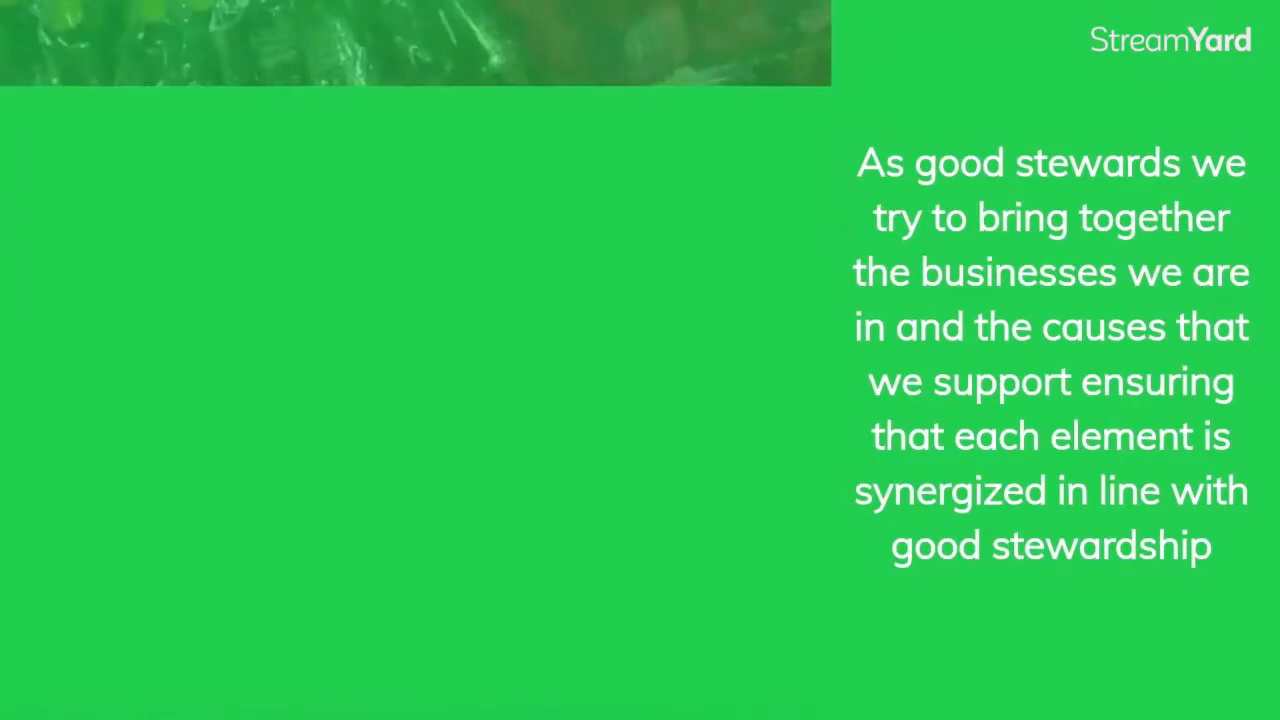 StreamYard
As good stewards we
try to bring together
the businesses we are
in and the causes that
we support ensuring
that each element is
synergized in line with
good stewardship